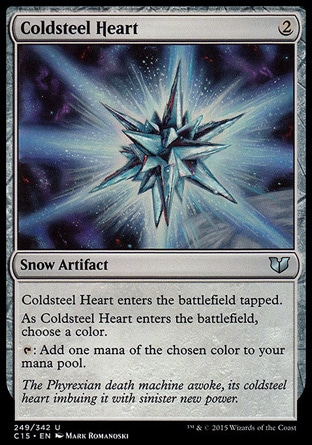 Coldsteel Heart 2
Snow Artifact
Coldsteel Heart enters the battlefield tapped.
As Coldsteel Heart enters the battlefield,
choose a color.
: Add one mana of the chosen color to your
mana pool.
The Phyrexian death machine awoke, its coldsteel
heart imbuing it with sinister new power.
249/342 U
C15 • EN Mark Romanoski
™ & © 2015 Wizards of the Coast